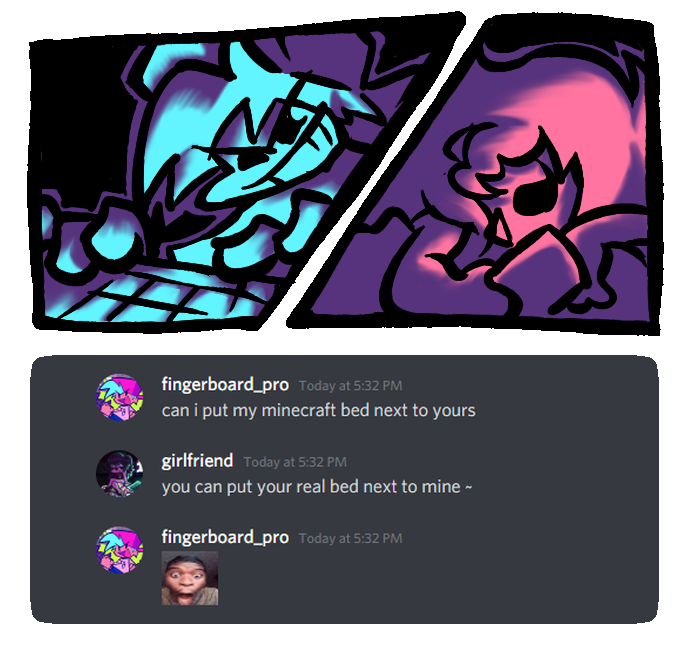 fingerboard_pro Today at 5:32 PM
can i put my minecraft bed next to yours
girlfriend Today at 5:32 PM
you can put your real bed next to mine ~
fingerboard_pro Today at 5:32 PM